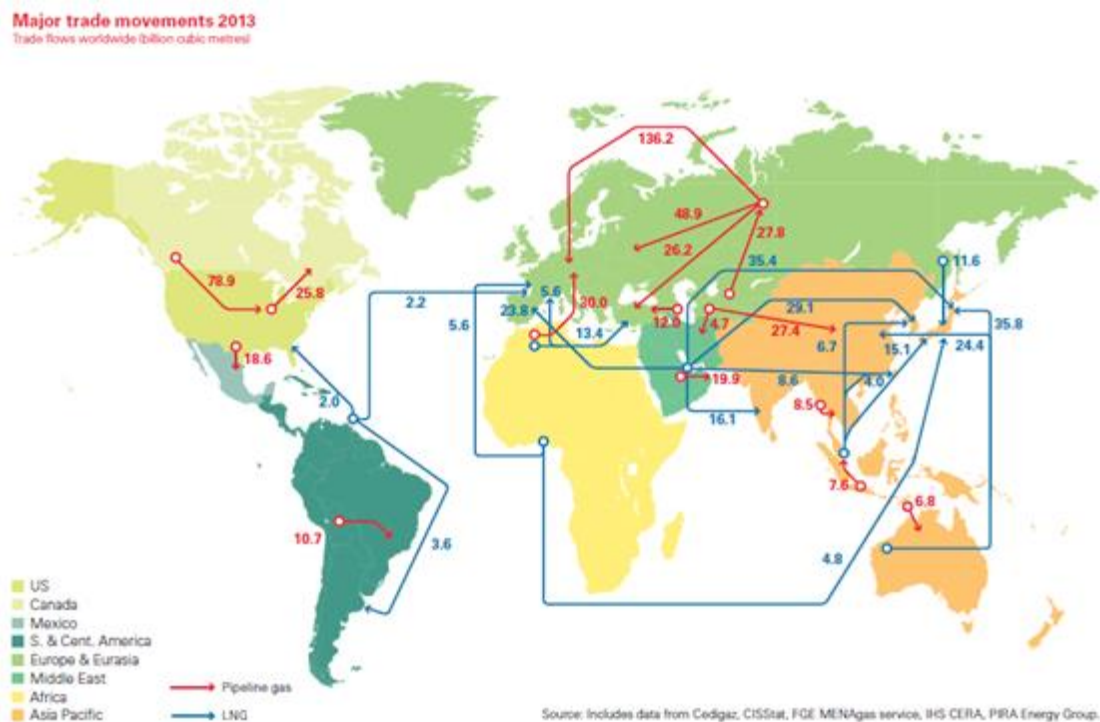 Major trade movements 2013
Trade flows worldwide (billion cubic metres)
136.2
48.9
27.8
26.2
35.4
11.6
78.9
25.8
2.2
5.6
23.8
30.0
29.1
5.6
13.4
12.0
4.7
27.4
35.8
6.7
15.1
24.4
18.6
19.9
8.6
4.0
2.0
16.1
8.5
7.6
6.8
10.7
3.6
4.8
US
Canada
Mexico
S. & Cent. America
Europe & Eurasia
Middle East
Africa
Asia Pacific
Pipeline gas
LNG
Source: Includes data from Cedigaz, CISStat, FGE MENAgas service, IHS CERA, PIRA Energy Group.